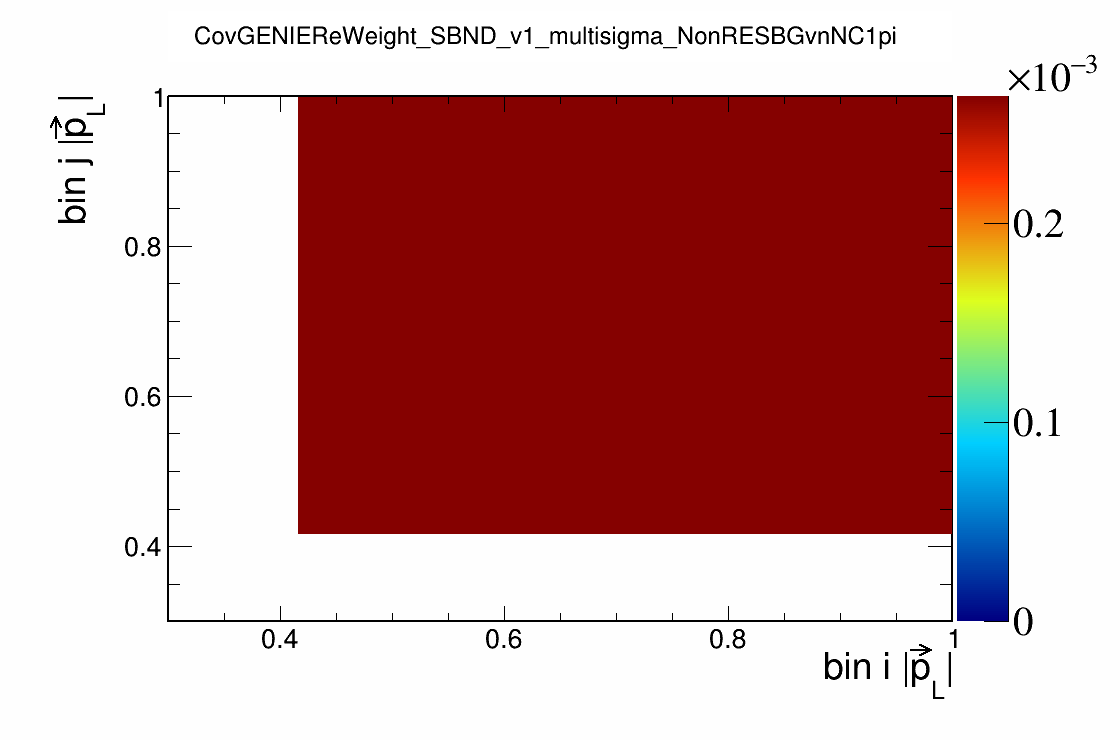 CovGENIEReWeight_SBND_v1_multisigma_NonRESBGvnNC1pi
×10⁻³
bin j |p⃗_L|
1
0.8
0.6
0.4
0.2
0.1
0
0.4 0.6 0.8 1
bin i |p⃗_L|